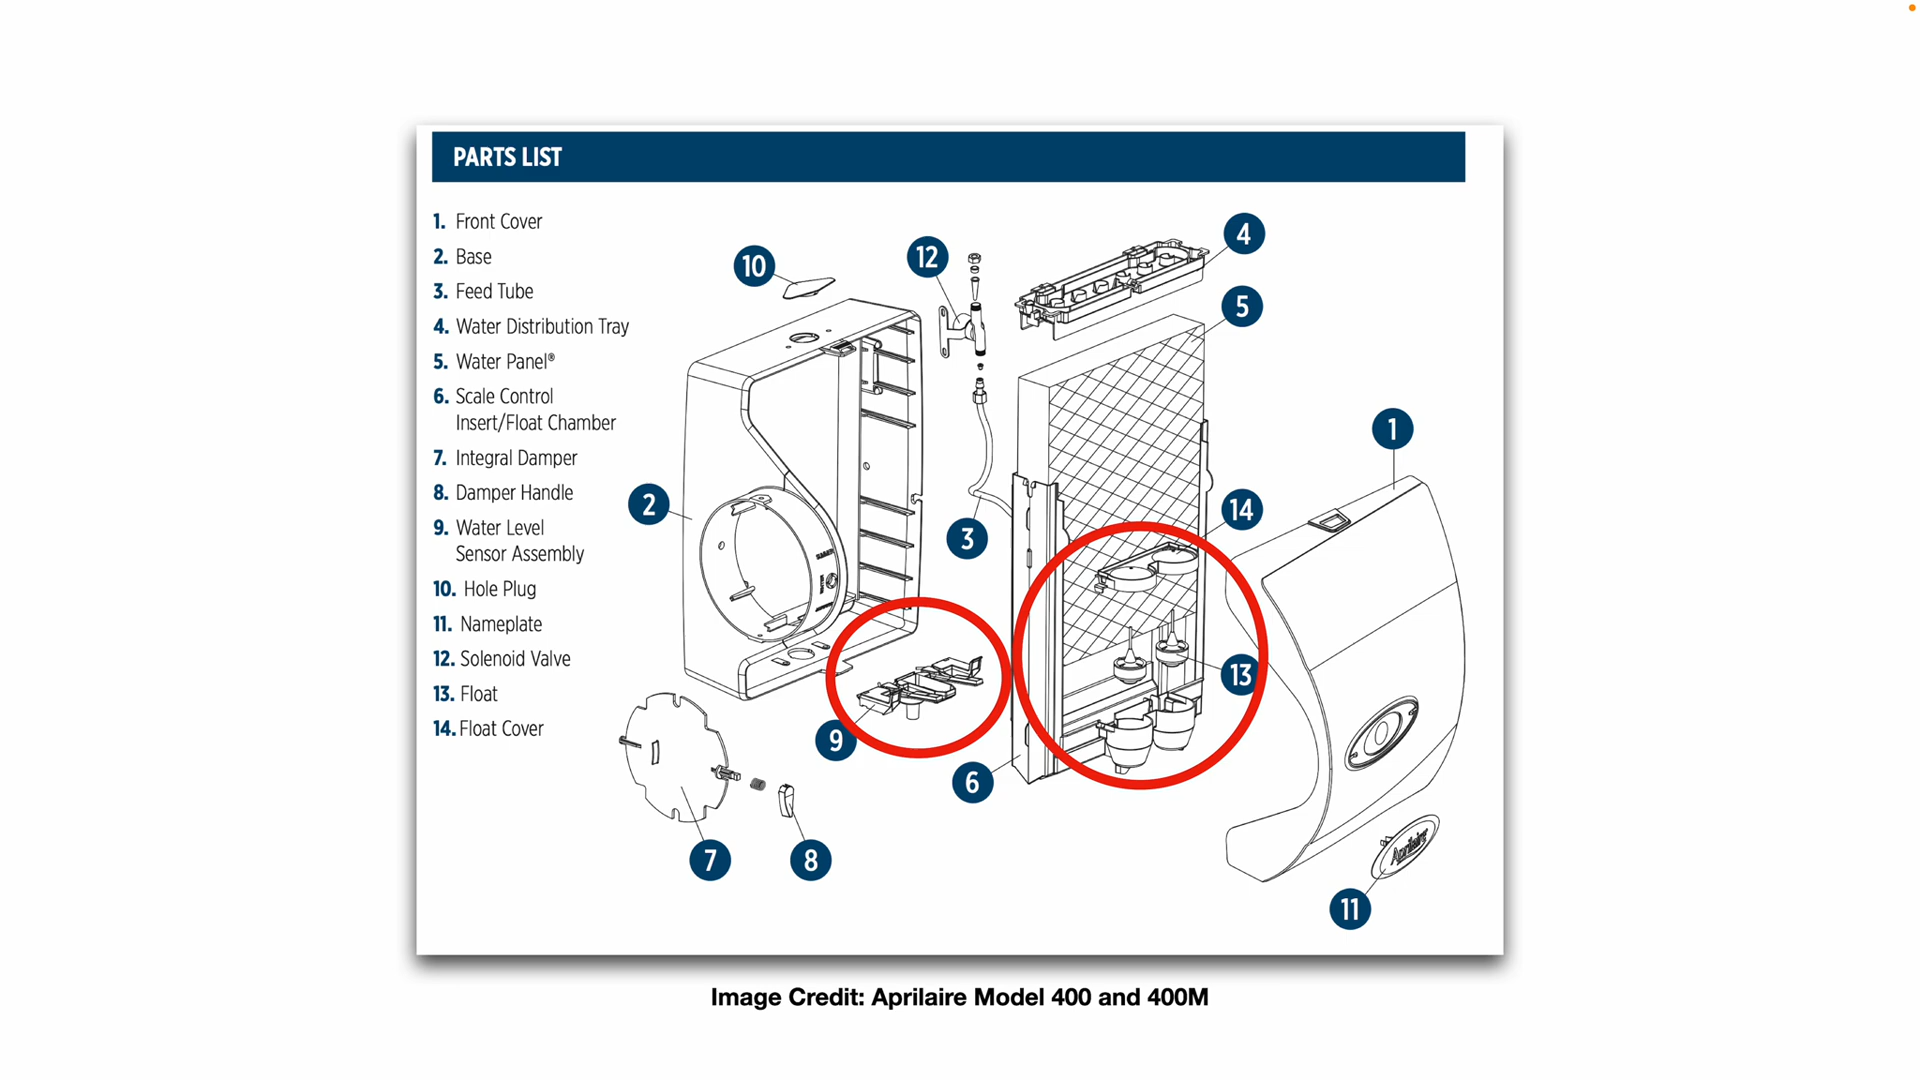 PARTS LIST
1. Front Cover
2. Base
3. Feed Tube
4. Water Distribution Tray
5. Water Panel®
6. Scale Control
Insert/Float Chamber
7. Integral Damper
8. Damper Handle
9. Water Level
Sensor Assembly
10. Hole Plug
11. Nameplate
12. Solenoid Valve
13. Float
14. Float Cover
4
12
10
5
1
2
14
3
13
9
6
7
8
Aprilaire
11
Image Credit: Aprilaire Model 400 and 400M